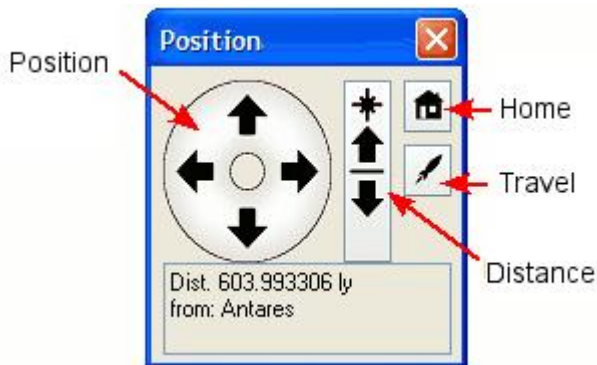 Position
Position
Home
Travel
Distance
Dist. 603.993306 ly
from: Antares